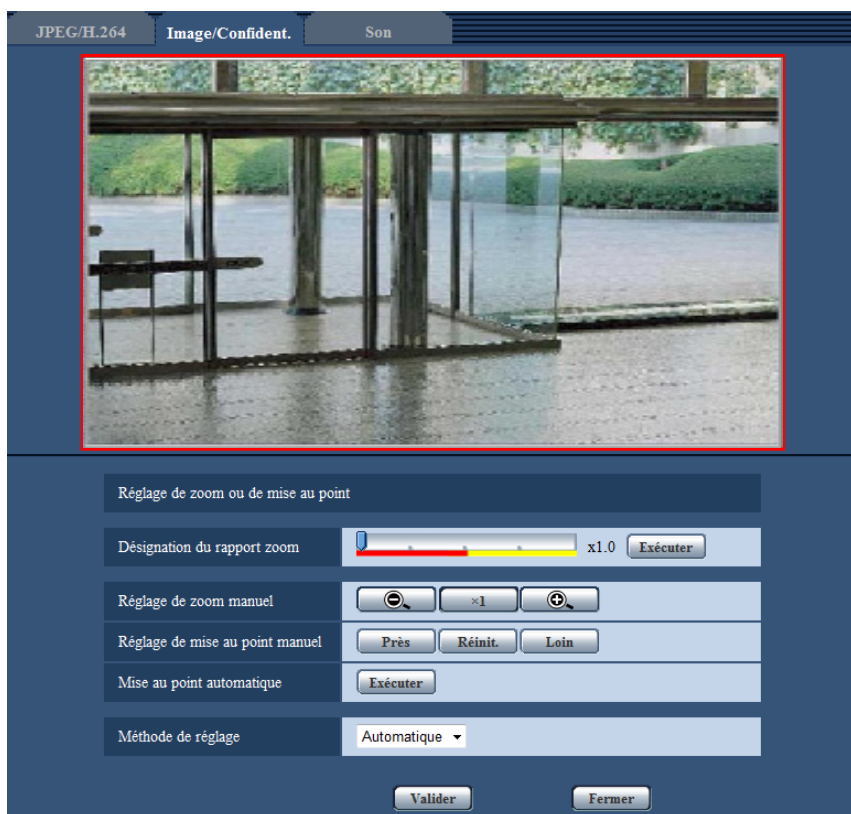 JPEG/H.264 Image/Confident. Son
Réglage de zoom ou de mise au point
Désignation du rapport zoom x1.0 Exécuter
Réglage de zoom manuel ×1
Réglage de mise au point manuel Près Réinit. Loin
Mise au point automatique Exécuter
Méthode de réglage Automatique
Valider Fermer